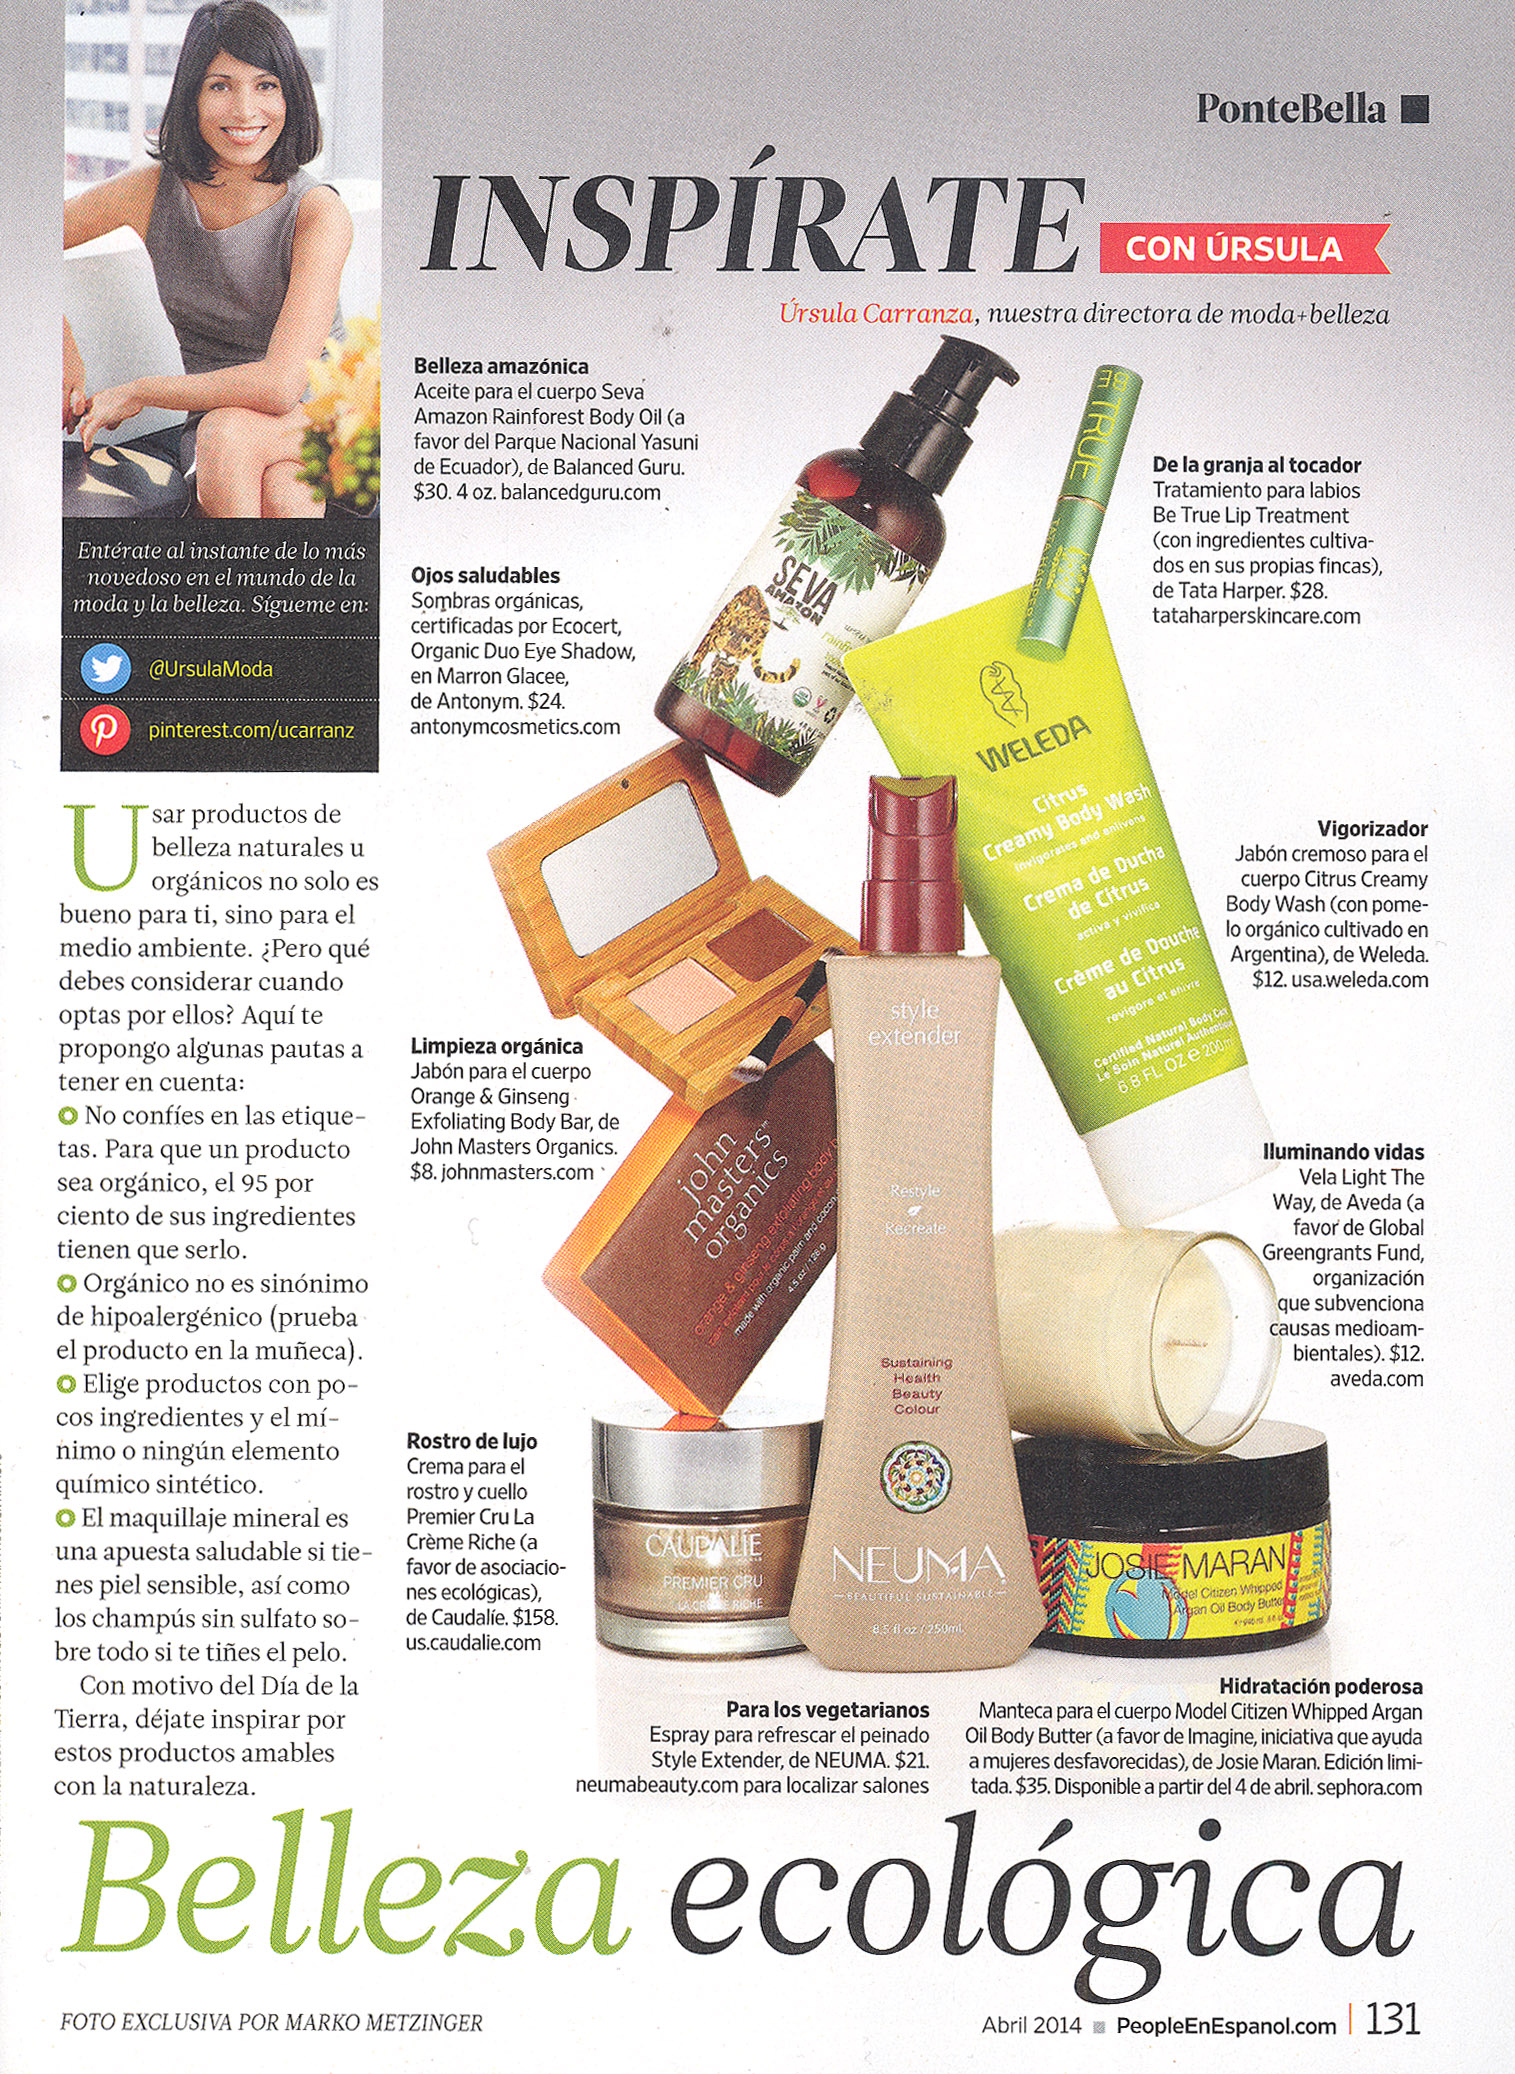 PonteBella
INSPÍRATE
CON ÚRSULA
Úrsula Carranza, nuestra directora de moda+belleza
Entérate al instante de lo más
novedoso en el mundo de la
moda y la belleza. Sígueme en:
@UrsulaModa
pinterest.com/ucarranz
Usar productos de
belleza naturales u
orgánicos no solo es
bueno para ti, sino para el
medio ambiente. ¿Pero qué
debes considerar cuando
optas por ellos? Aquí te
propongo algunas pautas a
tener en cuenta:
No confíes en las etique-
tas. Para que un producto
sea orgánico, el 95 por
ciento de sus ingredientes
tienen que serlo.
Orgánico no es sinónimo
de hipoalergénico (prueba
el producto en la muñeca).
Elige productos con po-
cos ingredientes y el mí-
nimo o ningún elemento
químico sintético.
El maquillaje mineral es
una apuesta saludable si tie-
nes piel sensible, así como
los champús sin sulfato so-
bre todo si te tiñes el pelo.
Con motivo del Día de la
Tierra, déjate inspirar por
estos productos amables
con la naturaleza.
Belleza amazónica
Aceite para el cuerpo Seva
Amazon Rainforest Body Oil (a
favor del Parque Nacional Yasuni
de Ecuador), de Balanced Guru.
$30. 4 oz. balancedguru.com
Ojos saludables
Sombras orgánicas,
certificadas por Ecocert,
Organic Duo Eye Shadow,
en Marron Glacee,
de Antonym. $24.
antonymcosmetics.com
Limpieza orgánica
Jabón para el cuerpo
Orange & Ginseng
Exfoliating Body Bar, de
John Masters Organics.
$8. johnmasters.com
Rostro de lujo
Crema para el
rostro y cuello
Premier Cru La
Crème Riche (a
favor de asociacio-
nes ecológicas),
de Caudalíe. $158.
us.caudalie.com
Para los vegetarianos
Espray para refrescar el peinado
Style Extender, de NEUMA. $21.
neumabeauty.com para localizar salones
De la granja al tocador
Tratamiento para labios
Be True Lip Treatment
(con ingredientes cultiva-
dos en sus propias fincas),
de Tata Harper. $28.
tataharperskincare.com
Vigorizador
Jabón cremoso para el
cuerpo Citrus Creamy
Body Wash (con pome-
lo orgánico cultivado en
Argentina), de Weleda.
$12. usa.weleda.com
Iluminando vidas
Vela Light The
Way, de Aveda (a
favor de Global
Greengrants Fund,
organización
que subvenciona
causas medioam-
bientales). $12.
aveda.com
Hidratación poderosa
Manteca para el cuerpo Model Citizen Whipped Argan
Oil Body Butter (a favor de Imagine, iniciativa que ayuda
a mujeres desfavorecidas), de Josie Maran. Edición limi-
tada. $35. Disponible a partir del 4 de abril. sephora.com
SEVA
AMAZON
BE TRUE
WELEDA
Citrus
Creamy Body Wash
invigorates and enlivens
Crema de Ducha
de Citrus
activa y vivifica
Crème de Douche
au Citrus
revigore et enivre
Certified Natural Body Care
Le Soin Naturel Authentique
6.8 FL OZ e 200ml
john
masters™
organics
orange & ginseng exfoliating body
made with organic palm and
4.5 oz/128 g
style
extender
Restyle
Recreate
Sustaining
Health
Beauty
Colour
NEUMA
BEAUTIFUL SUSTAINABLE
8.5 fl oz / 250mL
CAUDALÍE
PREMIER CRU
LA CRÈME RICHE
JOSIE MARAN
Model Citizen Whipped
Argan Oil Body Butter
Belleza ecológica
FOTO EXCLUSIVA POR MARKO METZINGER
Abril 2014 PeopleEnEspanol.com | 131